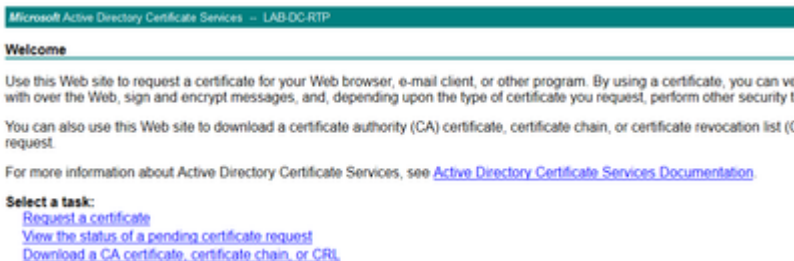 Microsoft Active Directory Certificate Services -- LAB-DC-RTP
Welcome
Use this Web site to request a certificate for your Web browser, e-mail client, or other program. By using a certificate, you can
with over the Web, sign and encrypt messages, and, depending upon the type of certificate you request, perform other security
You can also use this Web site to download a certificate authority (CA) certificate, certificate chain, or certificate revocation list
request.
For more information about Active Directory Certificate Services, see Active Directory Certificate Services Documentation.
Select a task:
Request a certificate
View the status of a pending certificate request
Download a CA certificate, certificate chain, or CRL